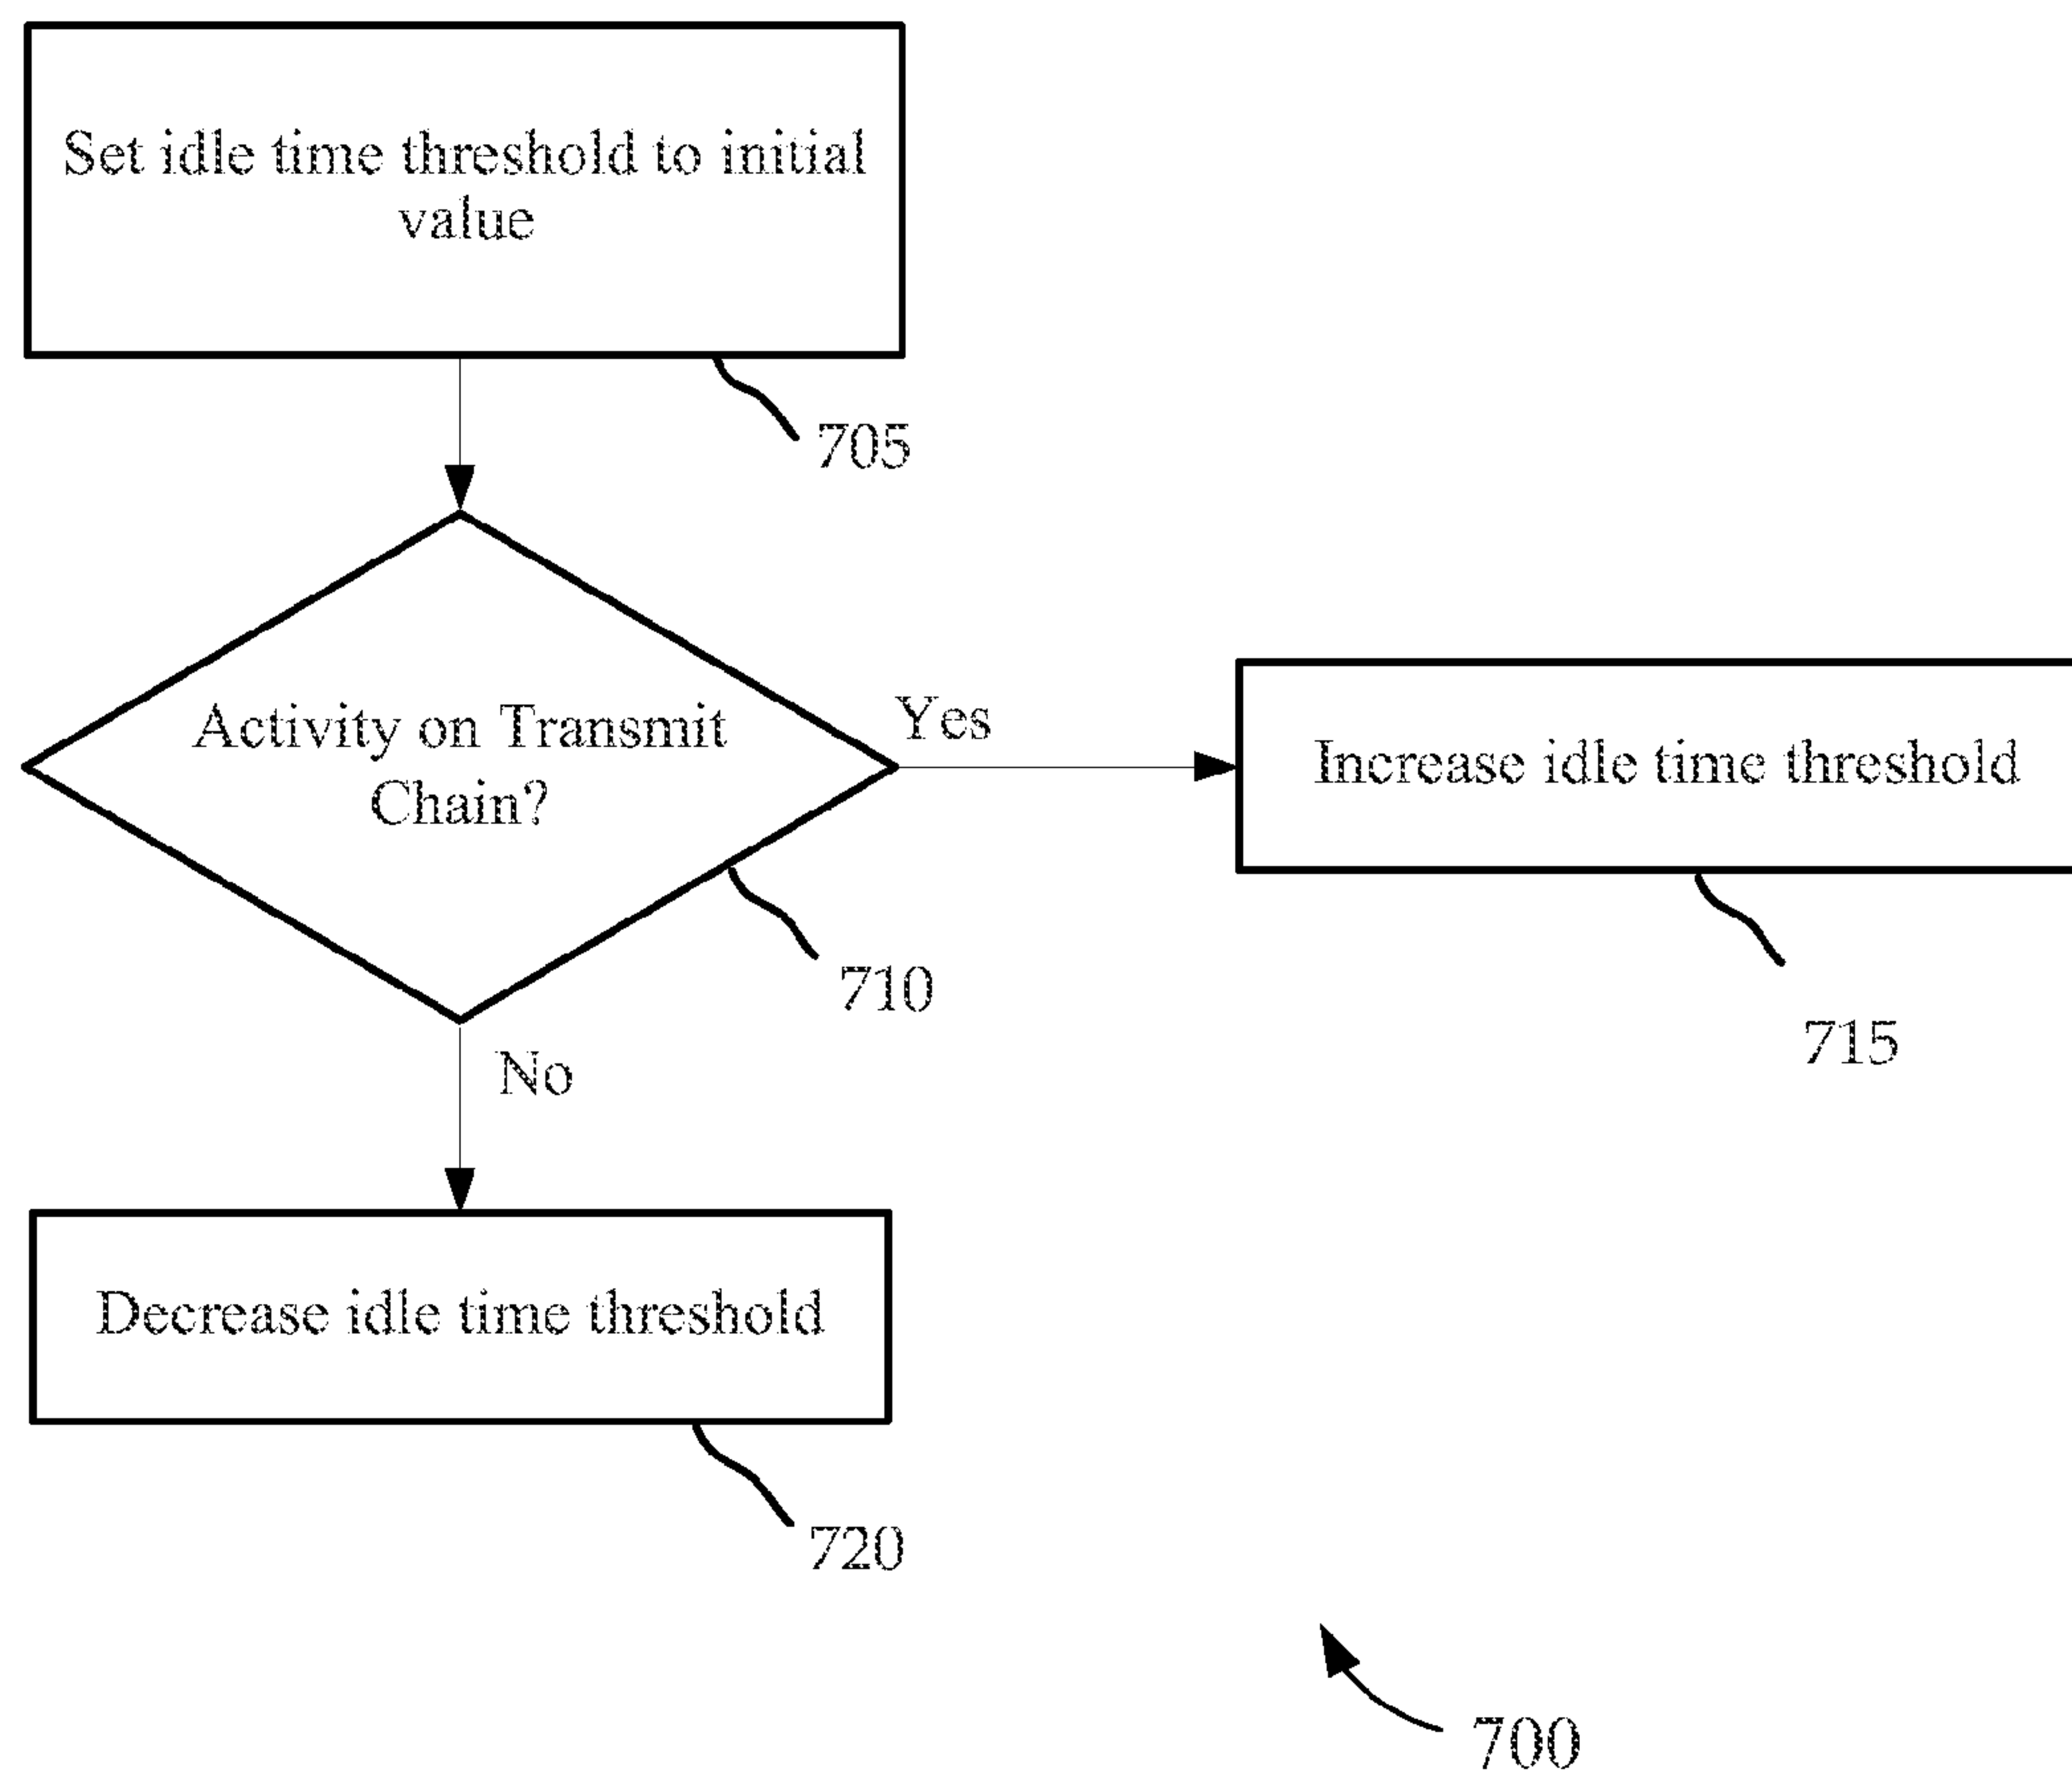 Set idle time threshold to initial
value
705
Activity on Transmit
Chain?
Yes
Increase idle time threshold
710
715
No
Decrease idle time threshold
720
700